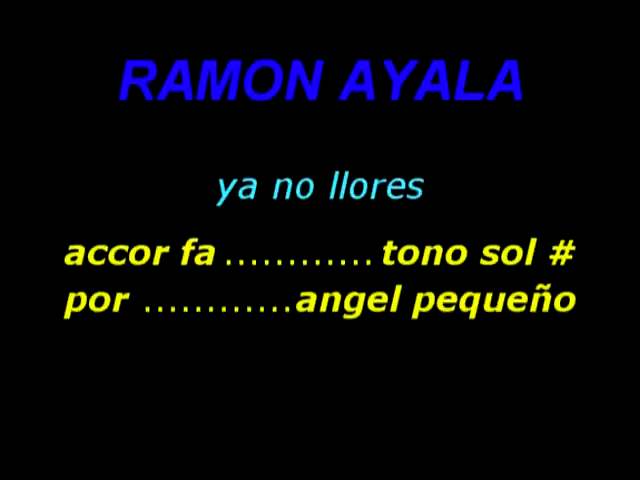 RAMON AYALA
ya no llores
accor fa ............ tono sol #
por ............angel pequeño